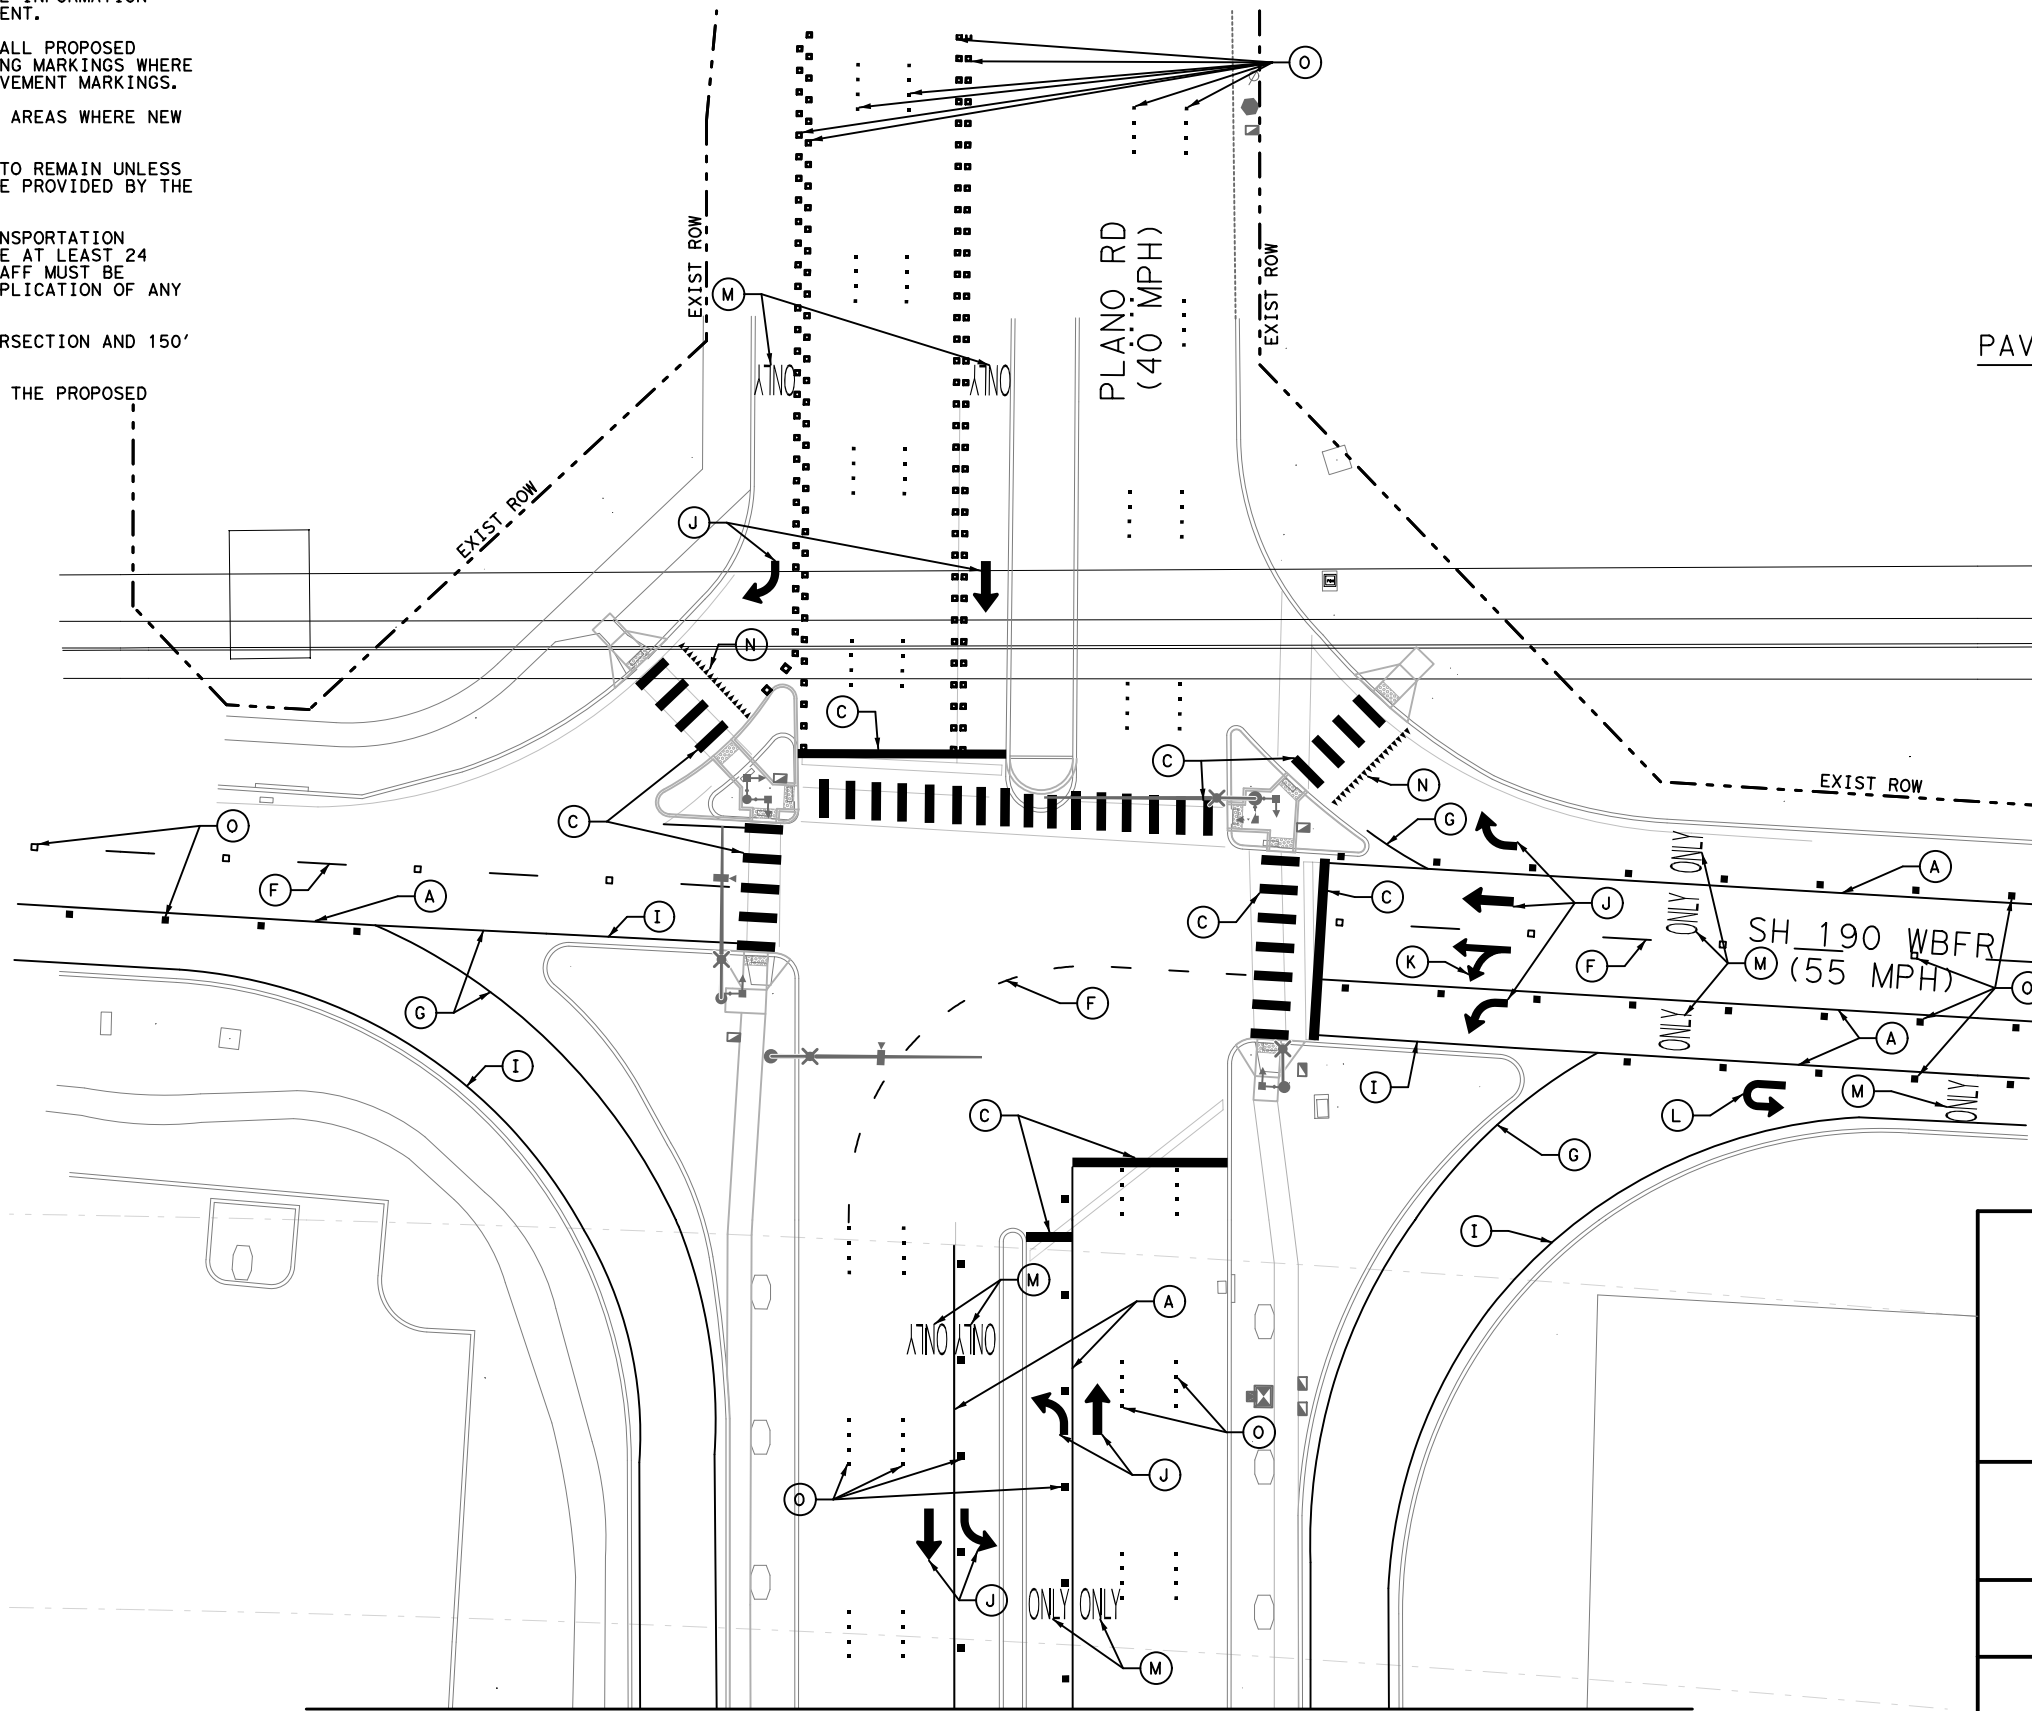 ENT.
ALL PROPOSED
NG MARKINGS WHERE
VEMENT MARKINGS.
AREAS WHERE NEW
TO REMAIN UNLESS
E PROVIDED BY THE
NSPORTATION
E AT LEAST 24
AFF MUST BE
PLICATION OF ANY
RSECTION AND 150'
THE PROPOSED
O
M
EXIST ROW
EXIST ROW
PLANO RD
(40 MPH)
ONLY
ONLY
PAV
EXIST ROW
J
N
C
C
N
EXIST ROW
O
C
G
ONLY
A
F
A
I
C
C
J
ONLY
SH 190 WBFR
(55 MPH)
K
F
M
O
G
F
ONLY
A
I
I
L
M
ONLY
C
G
I
M
A
ONLY ONLY
O
O
J
J
ONLY ONLY
M